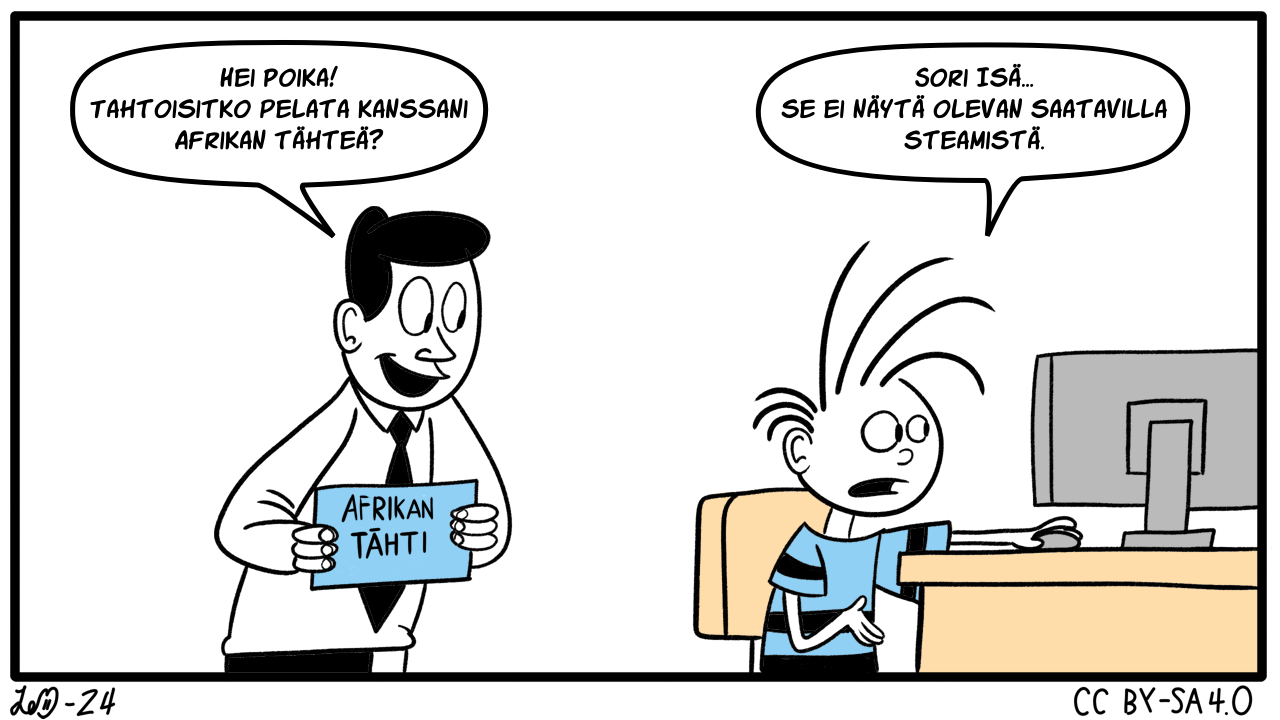 HEI POIKA!
TAHTOISITKO PELATA KANSSANI
AFRIKAN TÄHTEÄ?
SORI ISÄ...
SE EI NÄYTÄ OLEVAN SAATAVILLA
STEAMISTÄ.
AFRIKAN
TÄHTI
-24
CC BY-SA 4.0